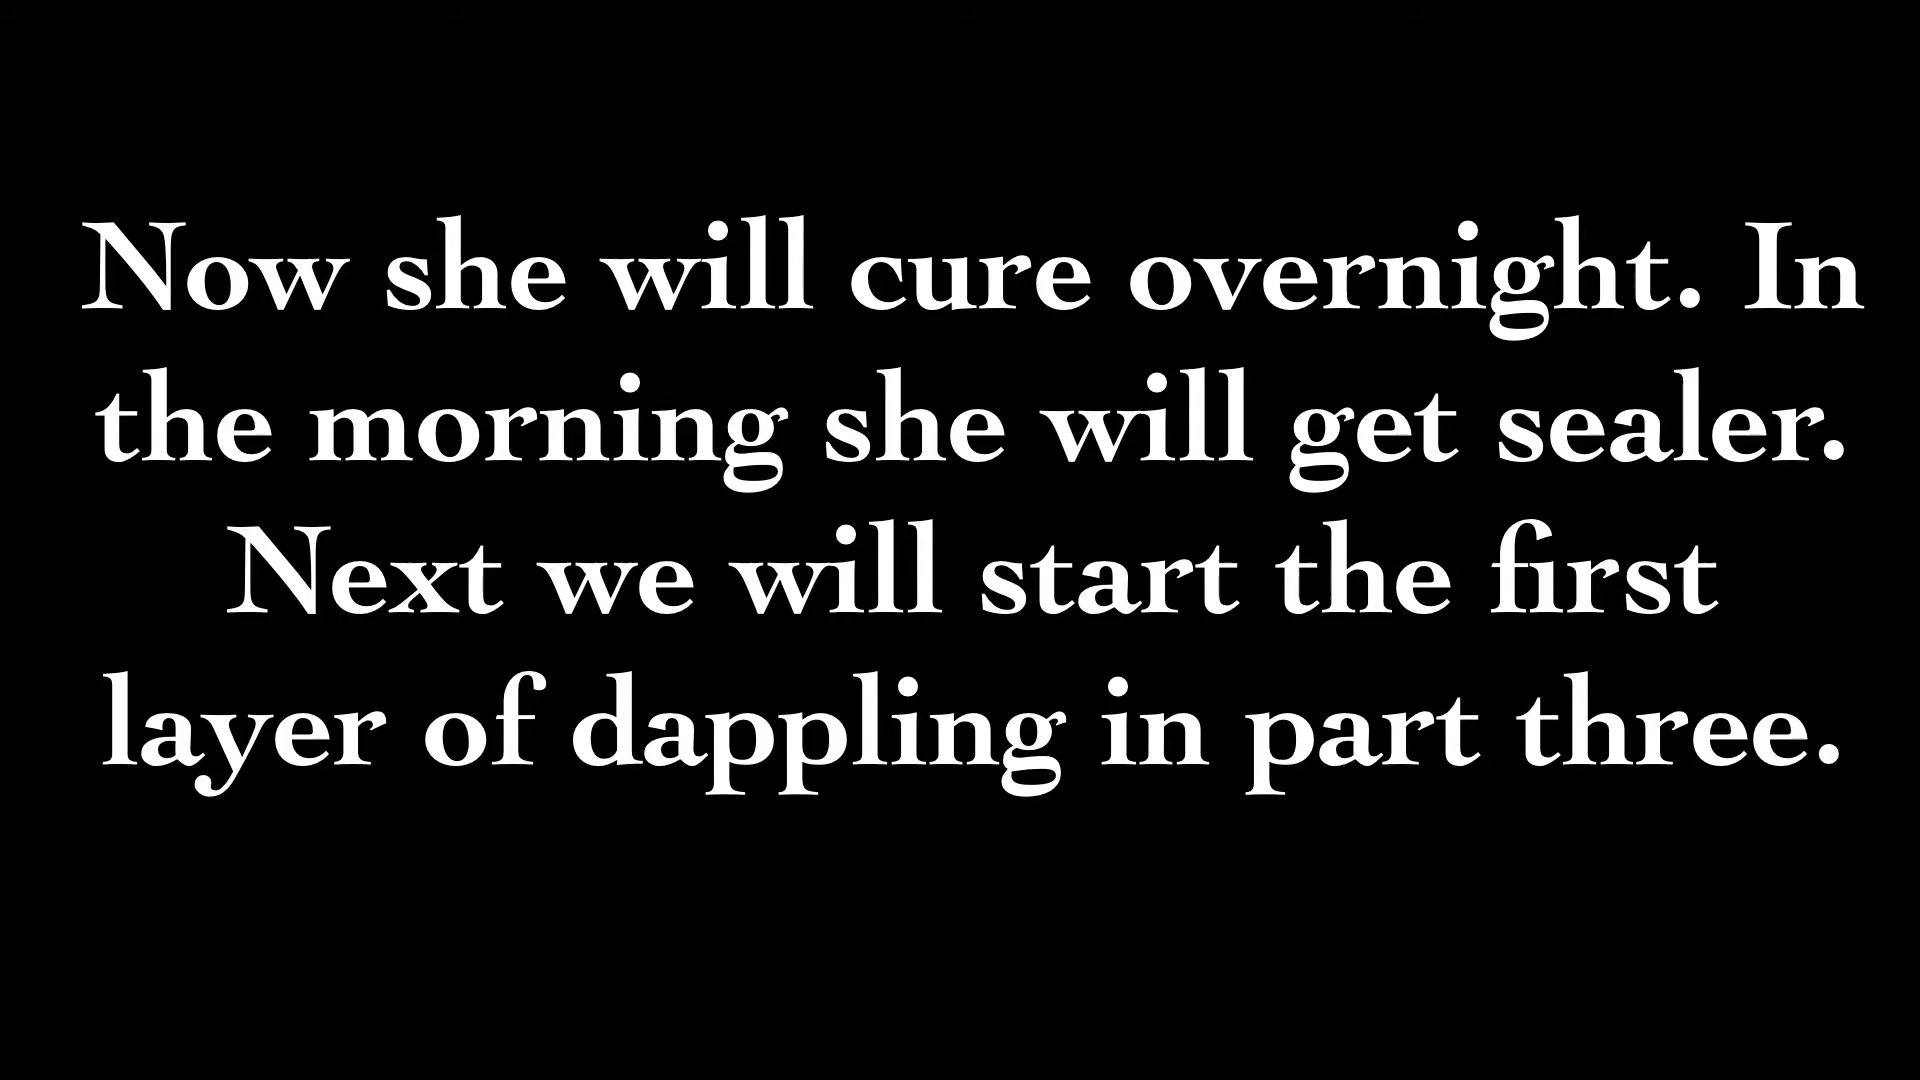 Now she will cure overnight. In
the morning she will get sealer.
Next we will start the first
layer of dappling in part three.